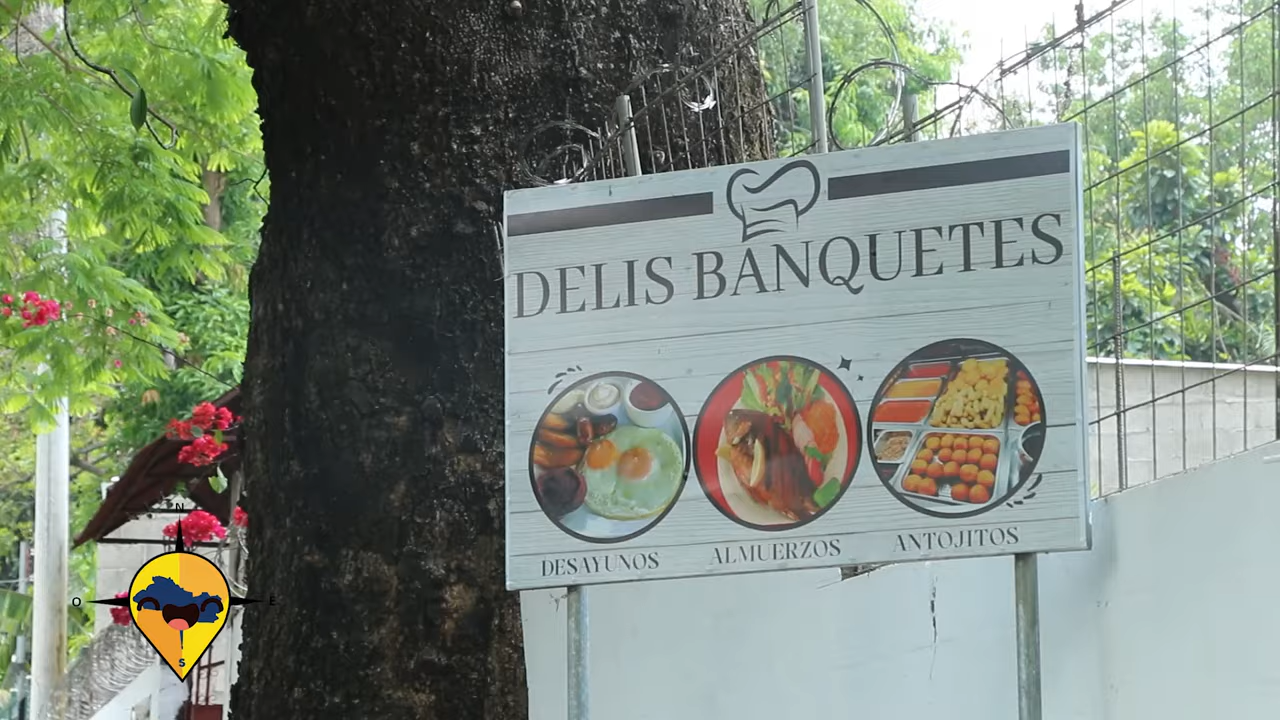 DELIS BANQUETES
DESAYUNOS ALMUERZOS ANTOJITOS
N
O E
S